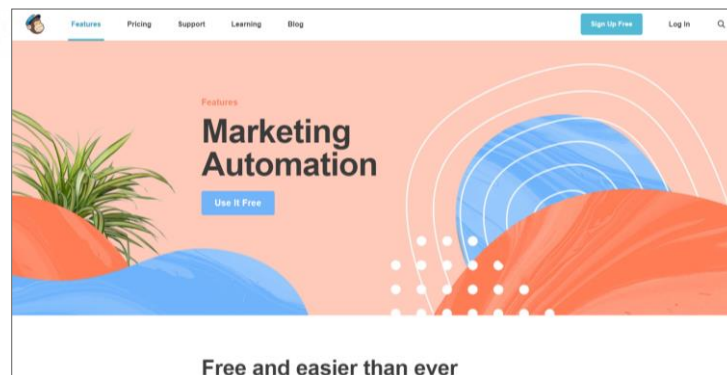 Features Pricing Support Learning Blog Sign Up Free Log In
Features
Marketing
Automation
Use It Free
Free and easier than ever